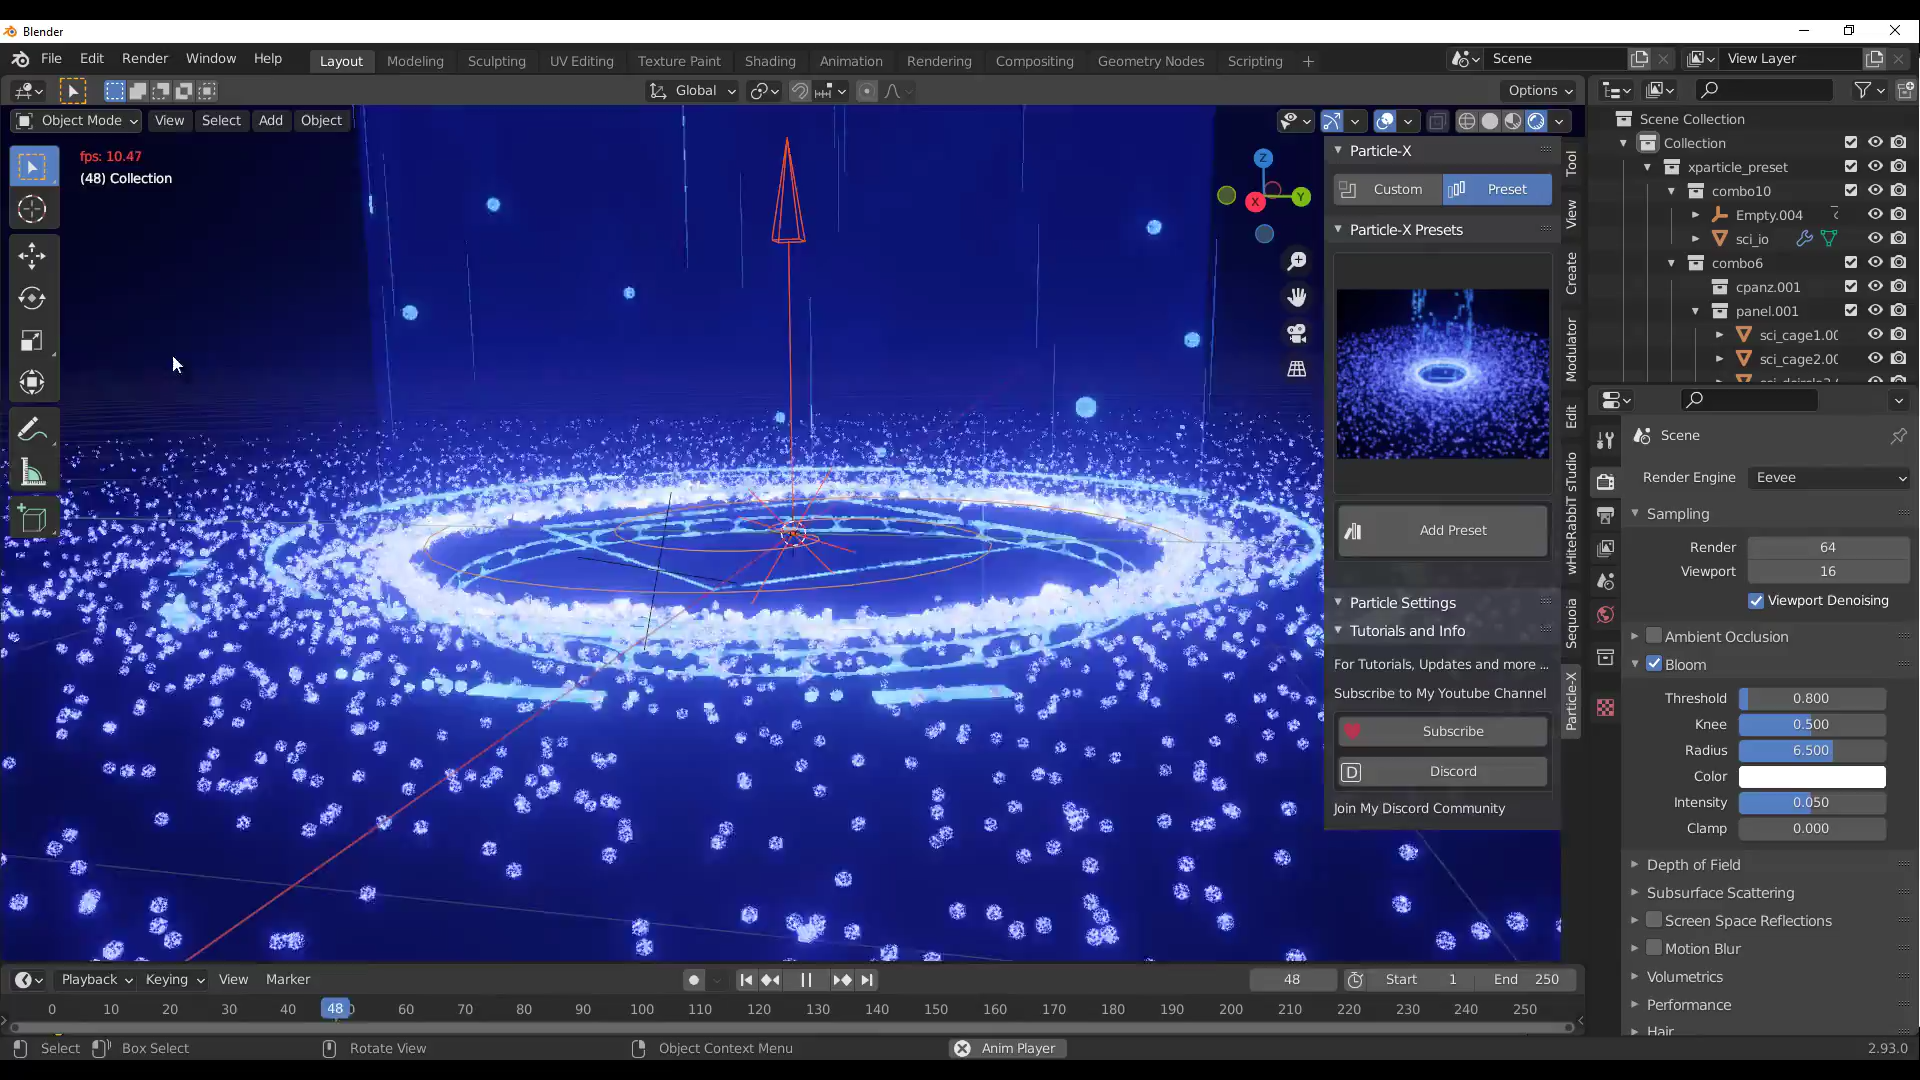 Blender
File Edit Render Window Help Layout Modeling Sculpting UV Editing Texture Paint Shading Animation Rendering Compositing Geometry Nodes Scripting + Scene View Layer
Global Options
Object Mode View Select Add Object
fps: 10.47
(48) Collection
Z
Y
X
Particle-X
Custom Preset
Particle-X Presets
Add Preset
Particle Settings
Tutorials and Info
For Tutorials, Updates and more ...
Subscribe to My Youtube Channel
Subscribe
D Discord
Join My Discord Community
Tool
View
Create
Modulator
Edit
wHiteRabbiT sTudio
Sequoia
Particle-X
Scene Collection
Collection
xparticle_preset
combo10
Empty.004
sci_io
combo6
cpanz.001
panel.001
sci_cage1.00
sci_cage2.00
Scene
Render Engine Eevee
Sampling
Render 64
Viewport 16
Viewport Denoising
Ambient Occlusion
Bloom
Threshold 0.800
Knee 0.500
Radius 6.500
Color
Intensity 0.050
Clamp 0.000
Depth of Field
Subsurface Scattering
Screen Space Reflections
Motion Blur
Volumetrics
Performance
Hair
Playback Keying View Marker 48 Start 1 End 250
0 10 20 30 40 48 60 70 80 90 100 110 120 130 140 150 160 170 180 190 200 210 220 230 240 250
Select Box Select Rotate View Object Context Menu Anim Player 2.93.0